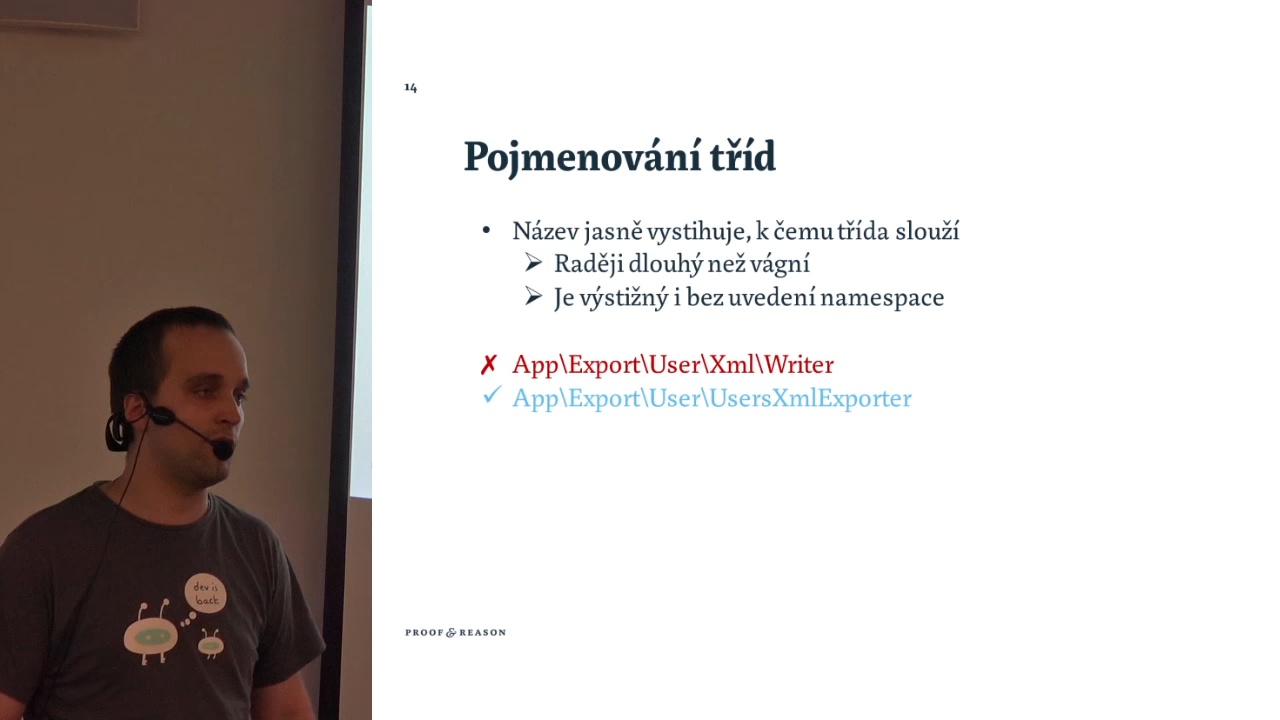 14
Pojmenování tříd
• Název jasně vystihuje, k čemu třída slouží
➢ Raději dlouhý než vágní
➢ Je výstižný i bez uvedení namespace
✗ App\Export\User\Xml\Writer
✓ App\Export\User\UsersXmlExporter
PROOF & REASON
dev is
back